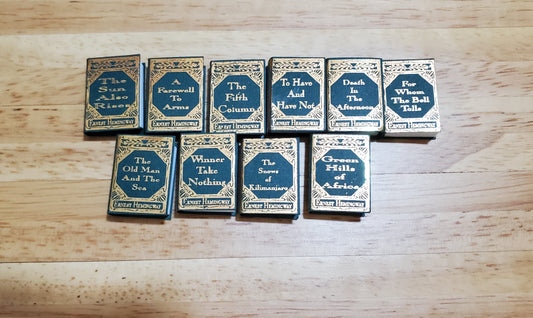 The
Sun
Also
Rises
ERNEST HEMINGWAY
A
Farewell
To
Arms
ERNEST HEMINGWAY
The
Fifth
Column
ERNEST HEMINGWAY
To Have
And
Have Not
ERNEST HEMINGWAY
Death
In The
Afternoon
ERNEST HEMINGWAY
For
Whom
The Bell
Tolls
ERNEST HEMINGWAY
The
Old Man
And The
Sea
ERNEST HEMINGWAY
Winner
Take
Nothing
ERNEST HEMINGWAY
The
Snows
of
Kilimanjaro
ERNEST HEMINGWAY
Green
Hills
of
Africa
ERNEST HEMINGWAY